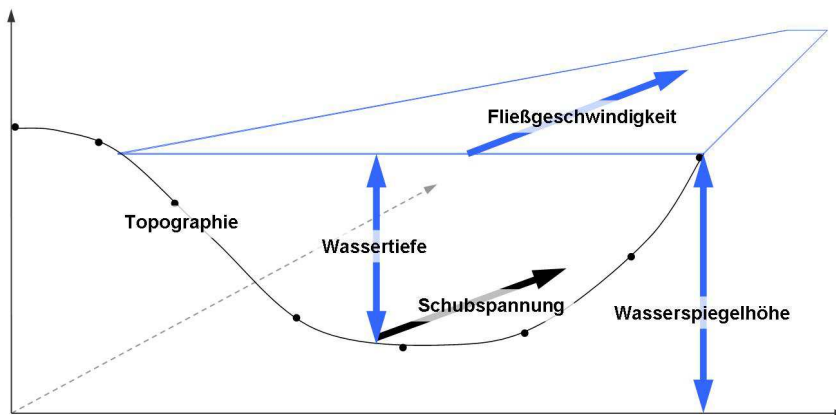 Fließgeschwindigkeit
Topographie
Wassertiefe
Schubspannung
Wasserspiegelhöhe